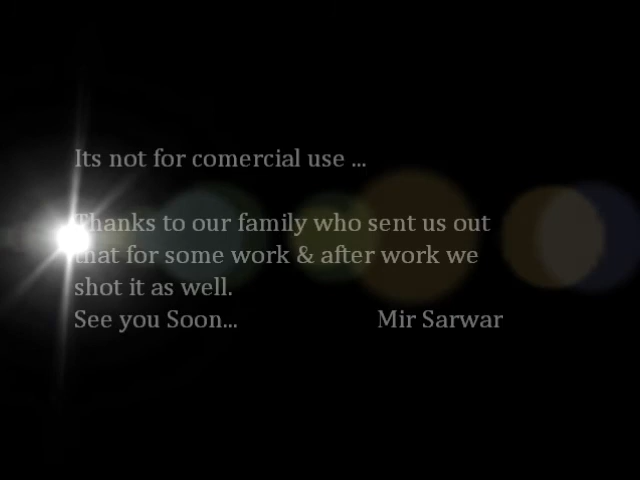 Its not for comercial use ...
Thanks to our family who sent us out
that for some work & after work we
shot it as well.
See you Soon... Mir Sarwar